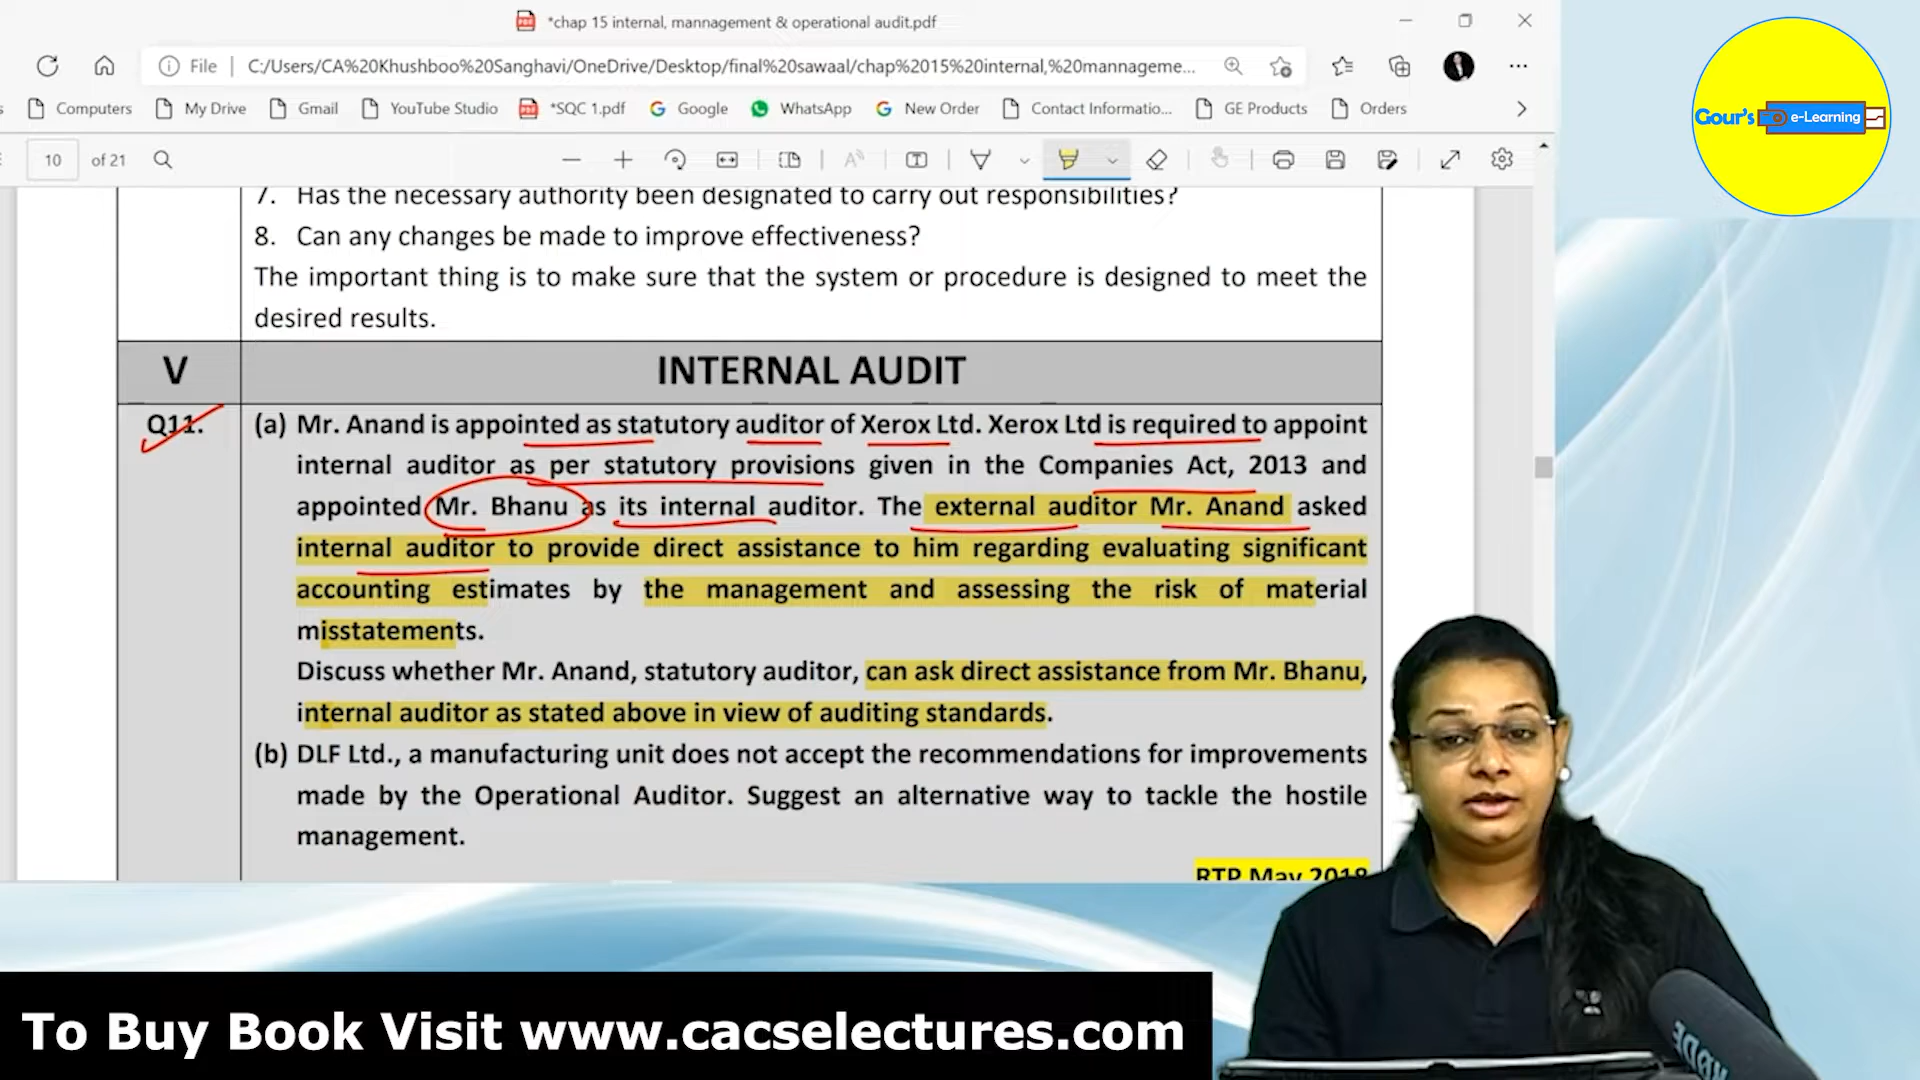 *chap 15 internal, mannagement & operational audit.pdf
File | C:/Users/CA%20Khushboo%20Sanghavi/OneDrive/Desktop/final%20sawaal/chap%2015%20internal,%20mannageme...
Computers My Drive Gmail YouTube Studio *SQC 1.pdf Google WhatsApp New Order Contact Informatio... GE Products Orders
10 of 21
Gour's e-Learning
7. Has the necessary authority been designated to carry out responsibilities?
8. Can any changes be made to improve effectiveness?
The important thing is to make sure that the system or procedure is designed to meet the
desired results.
V INTERNAL AUDIT
Q11. (a) Mr. Anand is appointed as statutory auditor of Xerox Ltd. Xerox Ltd is required to appoint
internal auditor as per statutory provisions given in the Companies Act, 2013 and
appointed Mr. Bhanu as its internal auditor. The external auditor Mr. Anand asked
internal auditor to provide direct assistance to him regarding evaluating significant
accounting estimates by the management and assessing the risk of material
misstatements.
Discuss whether Mr. Anand, statutory auditor, can ask direct assistance from Mr. Bhanu,
internal auditor as stated above in view of auditing standards.
(b) DLF Ltd., a manufacturing unit does not accept the recommendations for improvements
made by the Operational Auditor. Suggest an alternative way to tackle the hostile
management.
RTP May 2018
To Buy Book Visit www.cacselectures.com